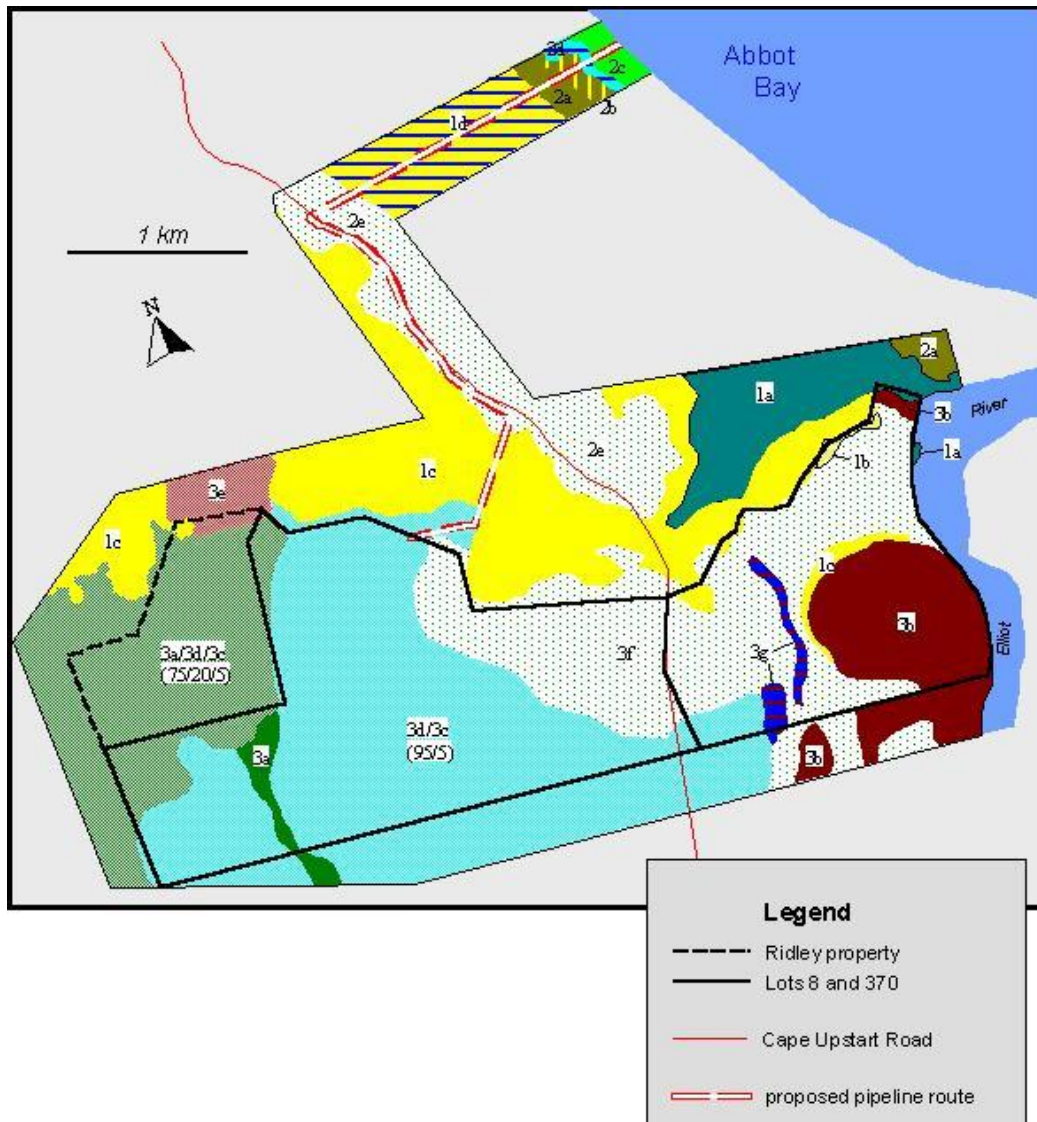 Abbot
Bay
3d
2c
2a
2b
1d
2e
1 km
N
2a
1a
3b
River
1a
2e
1b
1c
3e
1c
1c
3b
3a/3d/3c
(75/20/5)
3f
3g
Elliot
3d/3c
(95/5)
3a
3b
Legend
Ridley property
Lots 8 and 370
Cape Upstart Road
proposed pipeline route